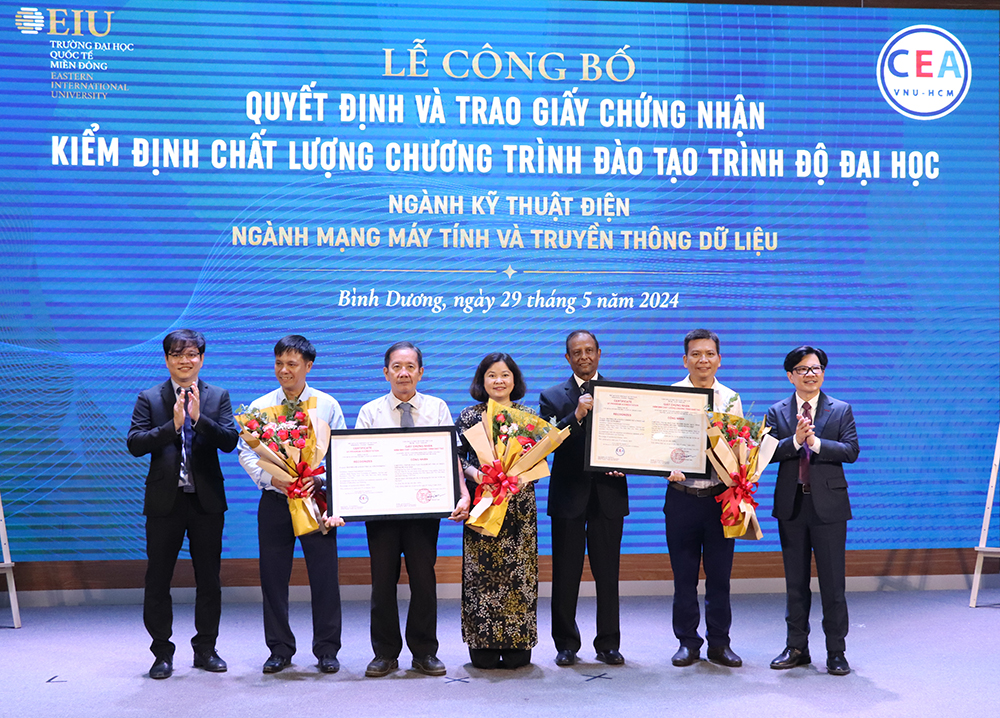 EIU
TRƯỜNG ĐẠI HỌC
QUỐC TẾ
MIỀN ĐÔNG
EASTERN
INTERNATIONAL
UNIVERSITY
CEA
VNU-HCM
LỄ CÔNG BỐ
QUYẾT ĐỊNH VÀ TRAO GIẤY CHỨNG NHẬN
KIỂM ĐỊNH CHẤT LƯỢNG CHƯƠNG TRÌNH ĐÀO TẠO TRÌNH ĐỘ ĐẠI HỌC
NGÀNH KỸ THUẬT ĐIỆN
NGÀNH MẠNG MÁY TÍNH VÀ TRUYỀN THÔNG DỮ LIỆU
Bình Dương, ngày 29 tháng 5 năm 2024